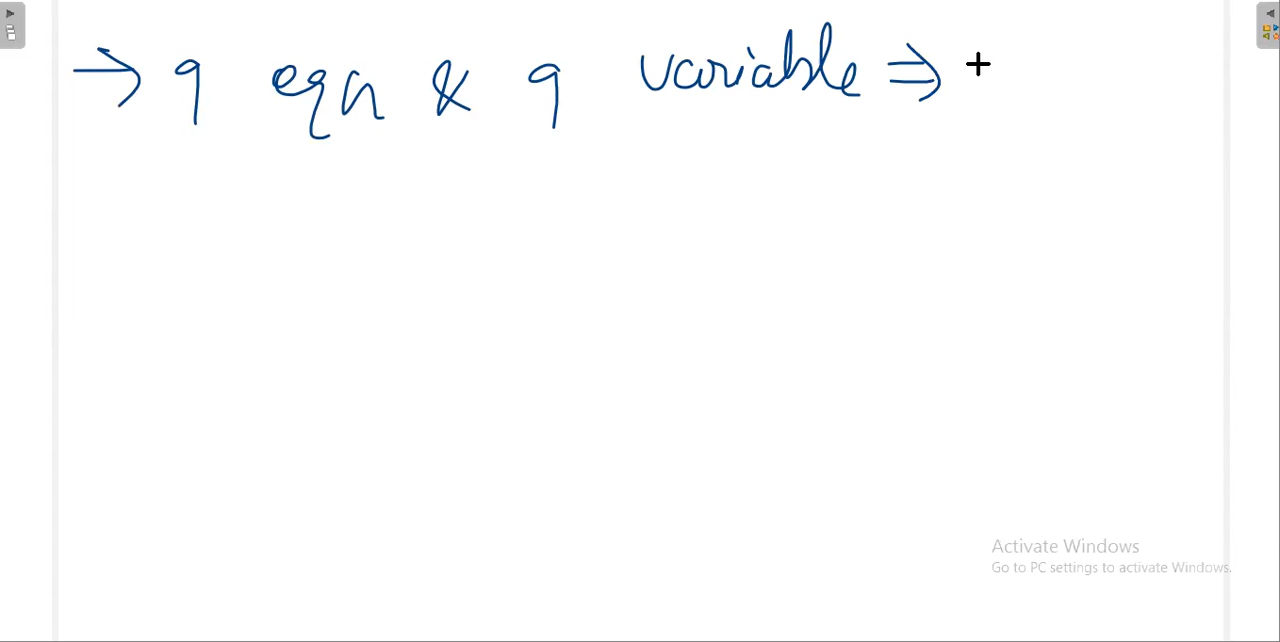 → 9 eqn & 9 variable ⇒
Activate Windows
Go to PC settings to activate Windows.